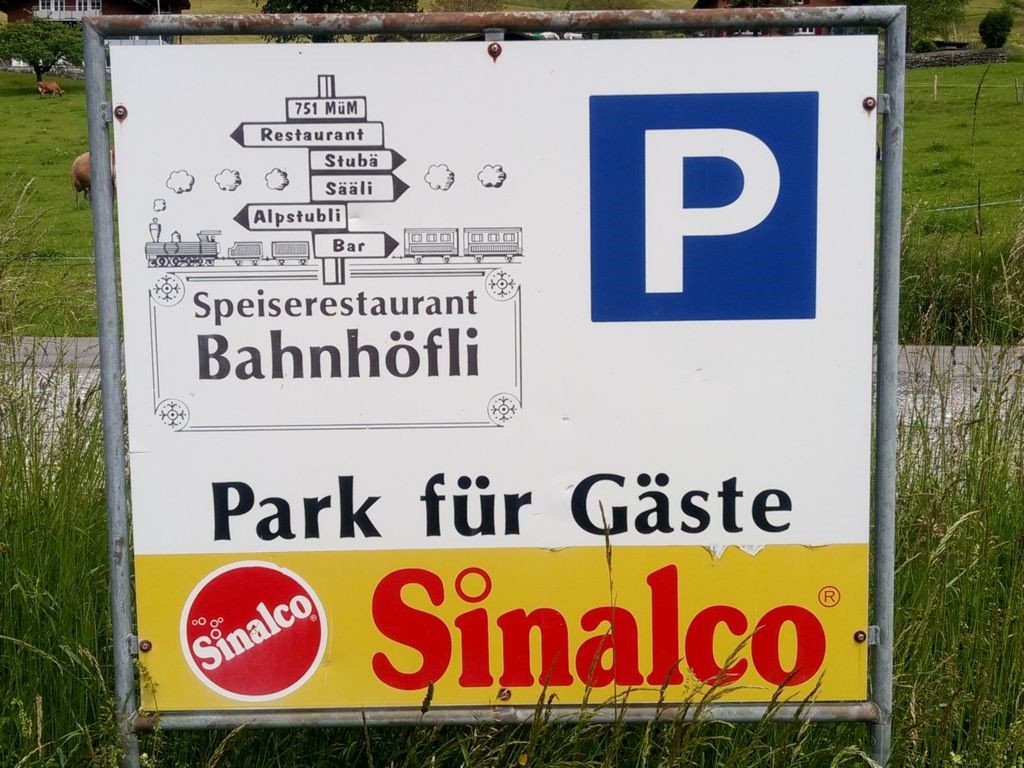 751 MüM
Restaurant
Stubä
Sääli
Alpstubli
Bar
Speiserestaurant
Bahnhöfli
P
Park für Gäste
Sinalco
Sinalco®